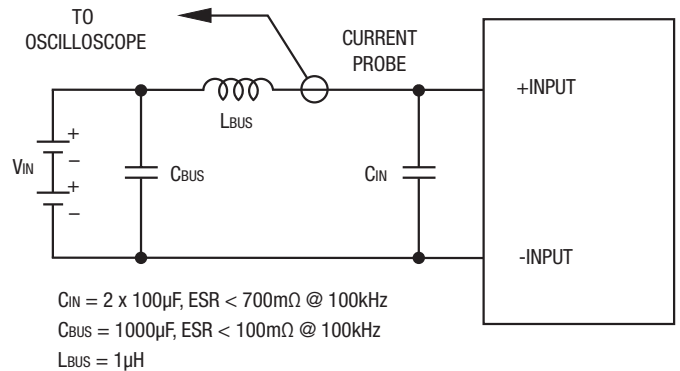 TO
OSCILLOSCOPE
CURRENT
PROBE
+INPUT
LBUS
+
VIN
−
+
−
CBUS
CIN
-INPUT
CIN = 2 x 100µF, ESR < 700mΩ @ 100kHz
CBUS = 1000µF, ESR < 100mΩ @ 100kHz
LBUS = 1µH